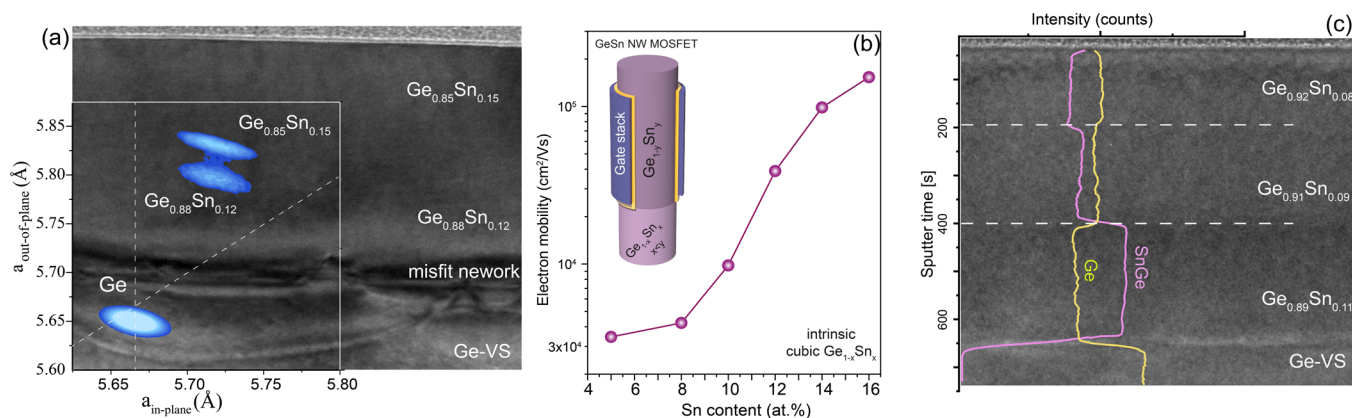 (a)
Ge0.85Sn0.15
Ge0.85Sn0.15
Ge0.88Sn0.12
Ge0.88Sn0.12
misfit nework
Ge
Ge-VS
5.85
5.80
5.75
5.70
5.65
5.60
a out-of-plane (Å)
5.65 5.70 5.75 5.80
a in-plane (Å)
(b)
GeSn NW MOSFET
Gate stack
Ge1-ySny
Ge1-xSnx
x<y
Electron mobility (cm²/Vs)
10⁵
10⁴
3x10⁴
intrinsic
cubic Ge1-xSnx
4 5 6 8 10 12 14 16
Sn content (at.%)
Intensity (counts)
(c)
Ge0.92Sn0.08
Ge0.91Sn0.09
Ge0.89Sn0.11
Ge-VS
Ge
SnGe
200
400
600
Sputter time [s]